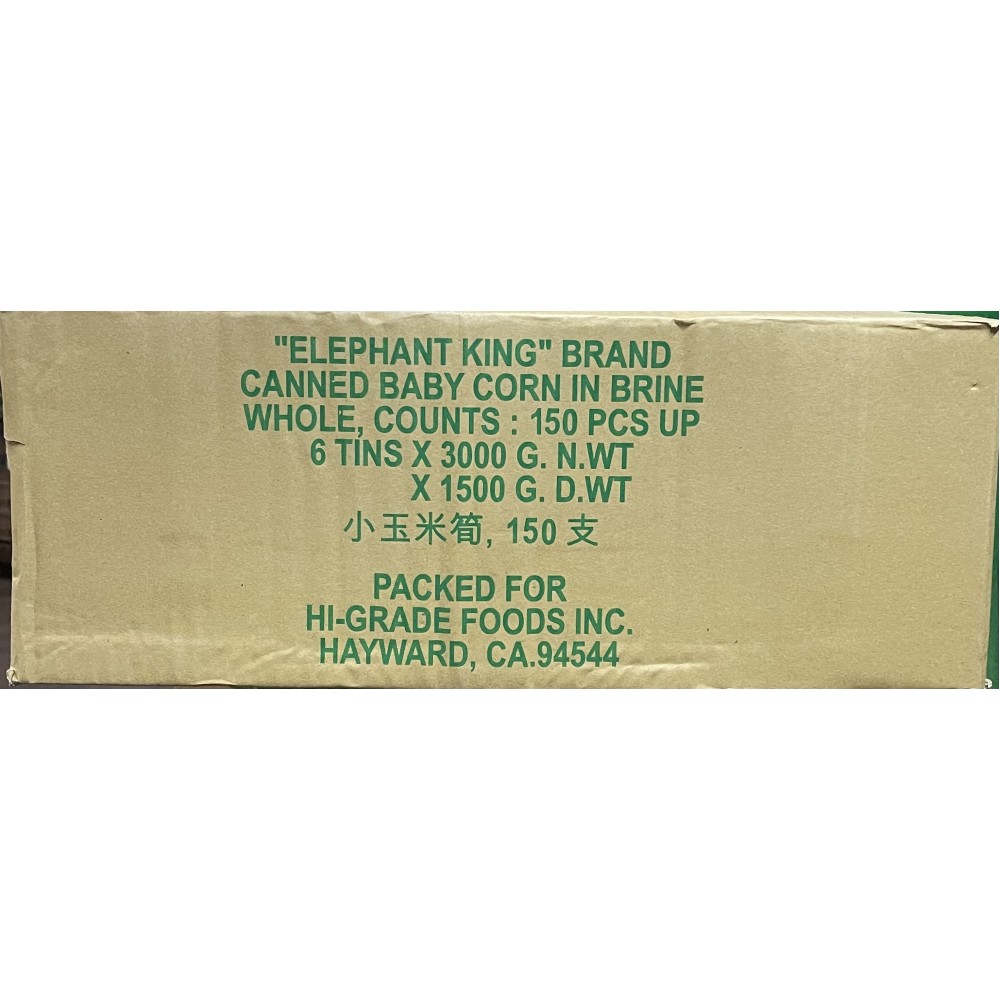 "ELEPHANT KING" BRAND
CANNED BABY CORN IN BRINE
WHOLE, COUNTS : 150 PCS UP
6 TINS X 3000 G. N.WT
X 1500 G. D.WT
小玉米筍, 150 支
PACKED FOR
HI-GRADE FOODS INC.
HAYWARD, CA.94544